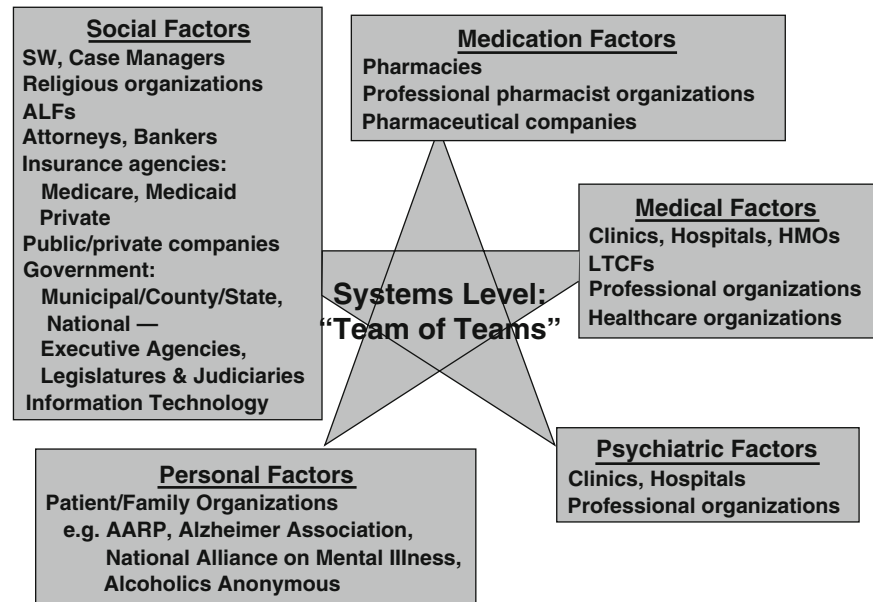 Social Factors
SW, Case Managers
Religious organizations
ALFs
Attorneys, Bankers
Insurance agencies:
Medicare, Medicaid
Private
Public/private companies
Government:
Municipal/County/State,
National —
Executive Agencies,
Legislatures & Judiciaries
Information Technology
Medication Factors
Pharmacies
Professional pharmacist organizations
Pharmaceutical companies
Medical Factors
Clinics, Hospitals, HMOs
LTCFs
Professional organizations
Healthcare organizations
Systems Level:
“Team of Teams”
Personal Factors
Patient/Family Organizations
e.g. AARP, Alzheimer Association,
National Alliance on Mental Illness,
Alcoholics Anonymous
Psychiatric Factors
Clinics, Hospitals
Professional organizations